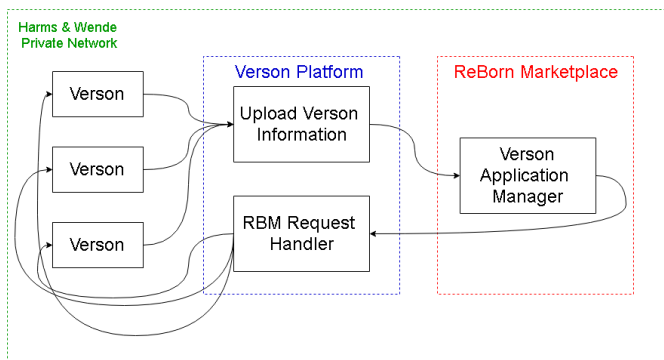 Harms & Wende
Private Network
Verson Platform
ReBorn Marketplace
Verson
Verson
Verson
Upload Verson
Information
RBM Request
Handler
Verson
Application
Manager